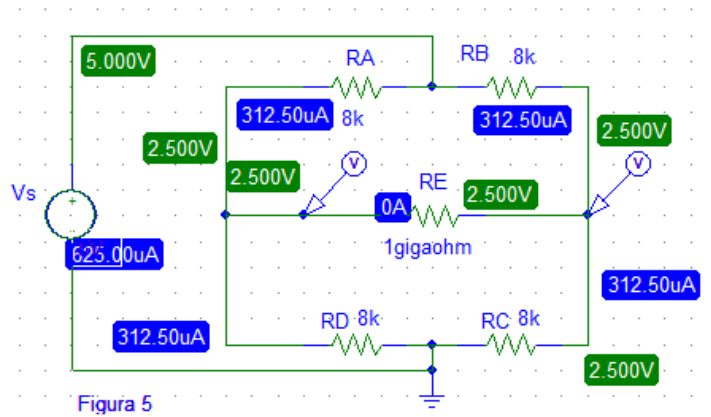 5.000V
RA
RB 8k
312.50uA
8k
312.50uA
2.500V
2.500V
V
V
2.500V
RE
2.500V
Vs
+
-
0A
1gigaohm
625.00uA
312.50uA
312.50uA
RD 8k
RC 8k
2.500V
Figura 5